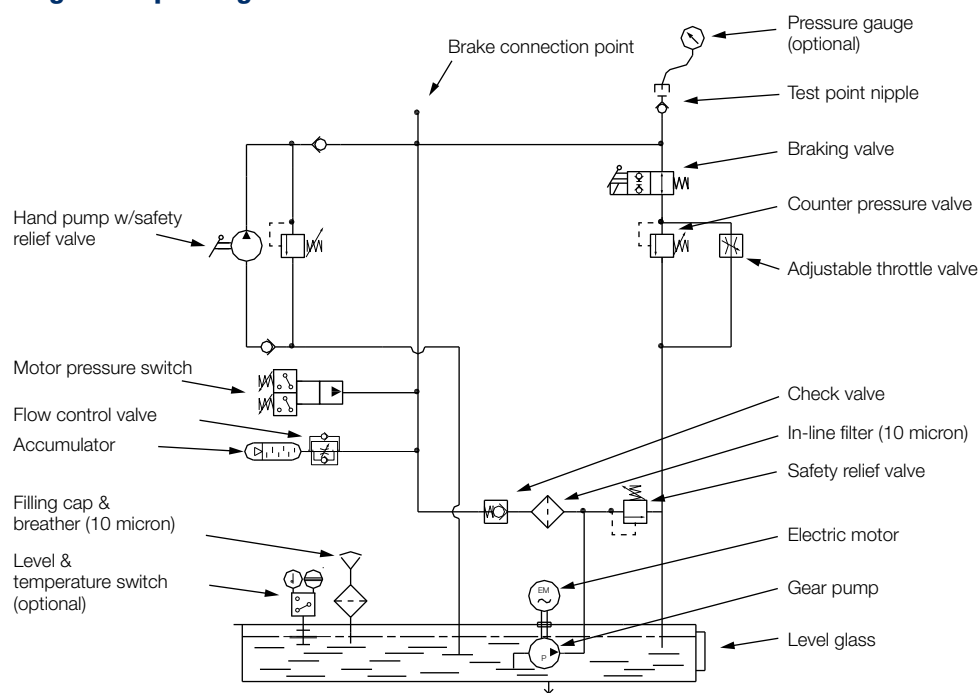 Pressure gauge
(optional)
Brake connection point
Test point nipple
Braking valve
Counter pressure valve
Hand pump w/safety
relief valve
Adjustable throttle valve
Motor pressure switch
Check valve
Flow control valve
In-line filter (10 micron)
Accumulator
Safety relief valve
Filling cap &
breather (10 micron)
Electric motor
Level &
temperature switch
(optional)
EM
Gear pump
P
Level glass